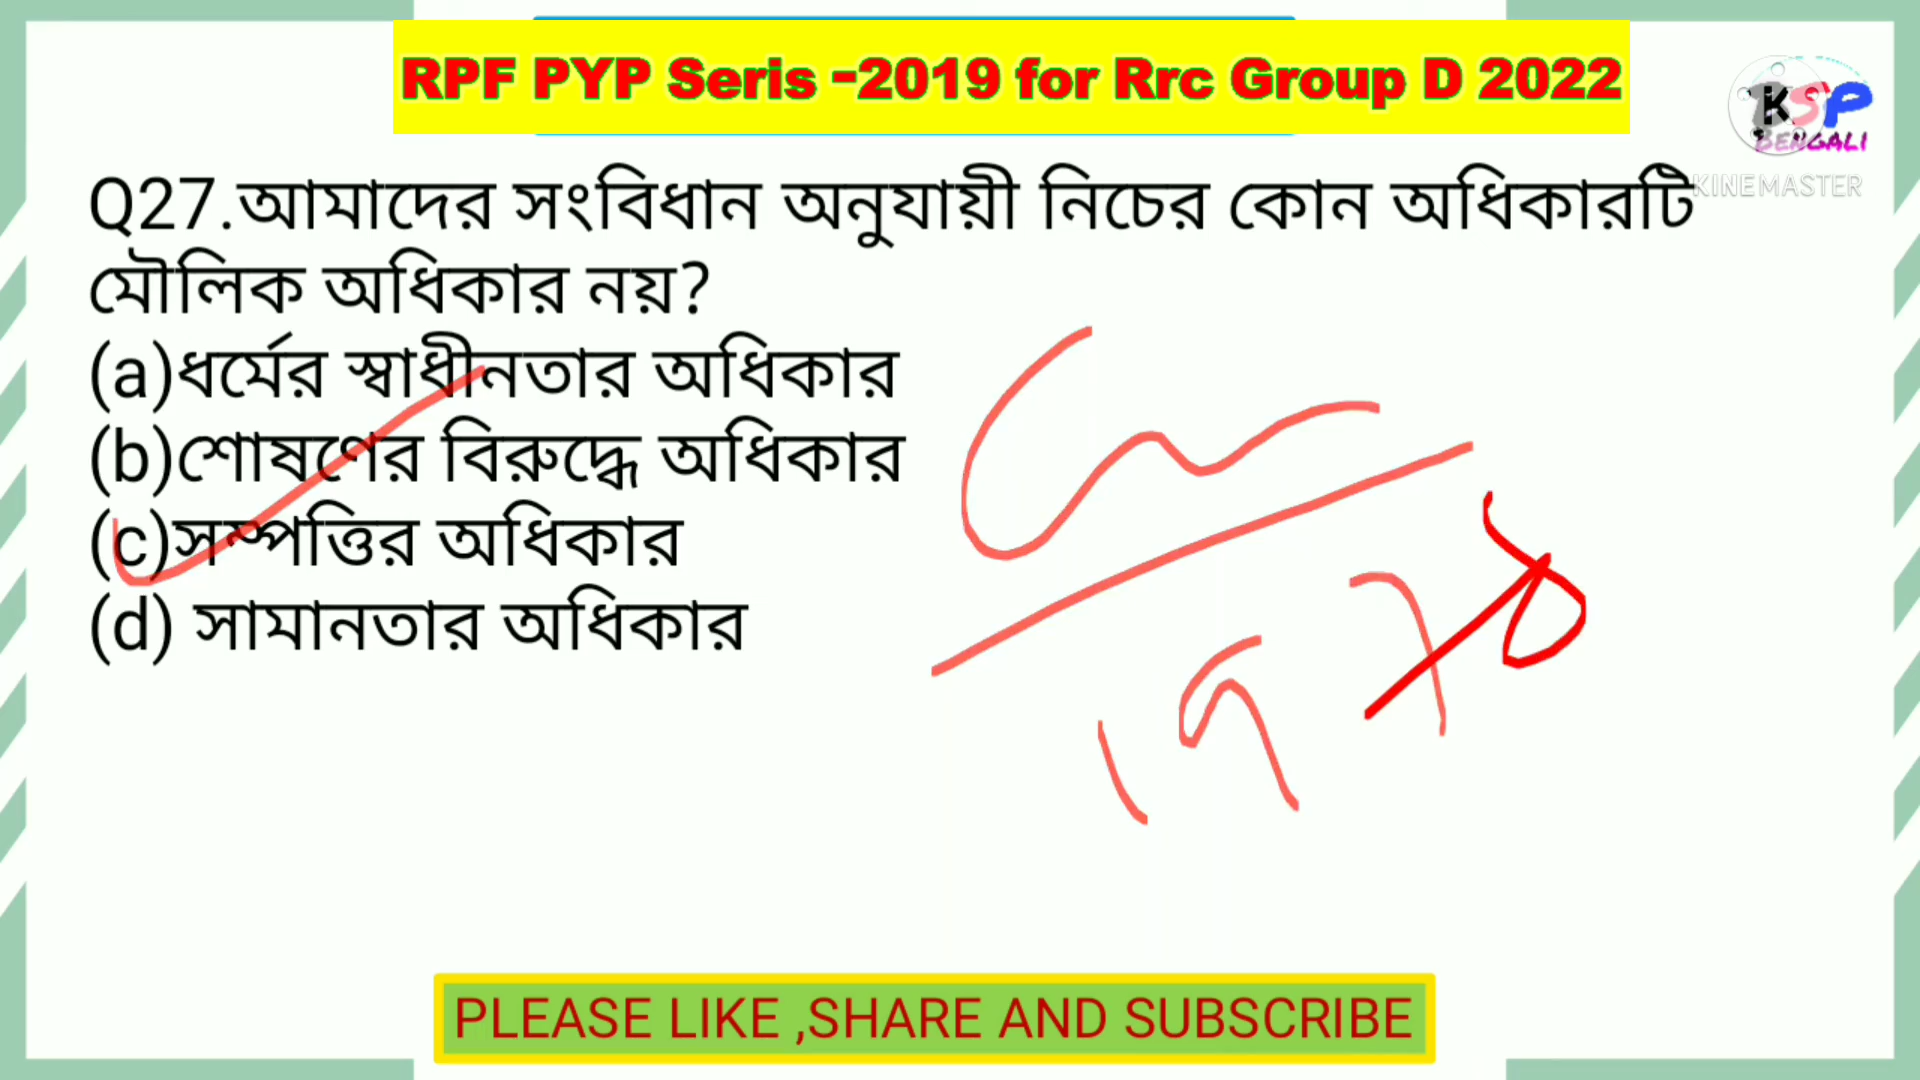 RPF PYP Seris -2019 for Rrc Group D 2022
KSP
BENGALI
KINEMASTER
Q27.আমাদের সংবিধান অনুযায়ী নিচের কোন অধিকারটি
মৌলিক অধিকার নয়?
(a)ধর্মের স্বাধীনতার অধিকার
(b)শোষণের বিরুদ্ধে অধিকার
(c)সম্পত্তির অধিকার
(d) সামানতার অধিকার
1978
PLEASE LIKE ,SHARE AND SUBSCRIBE